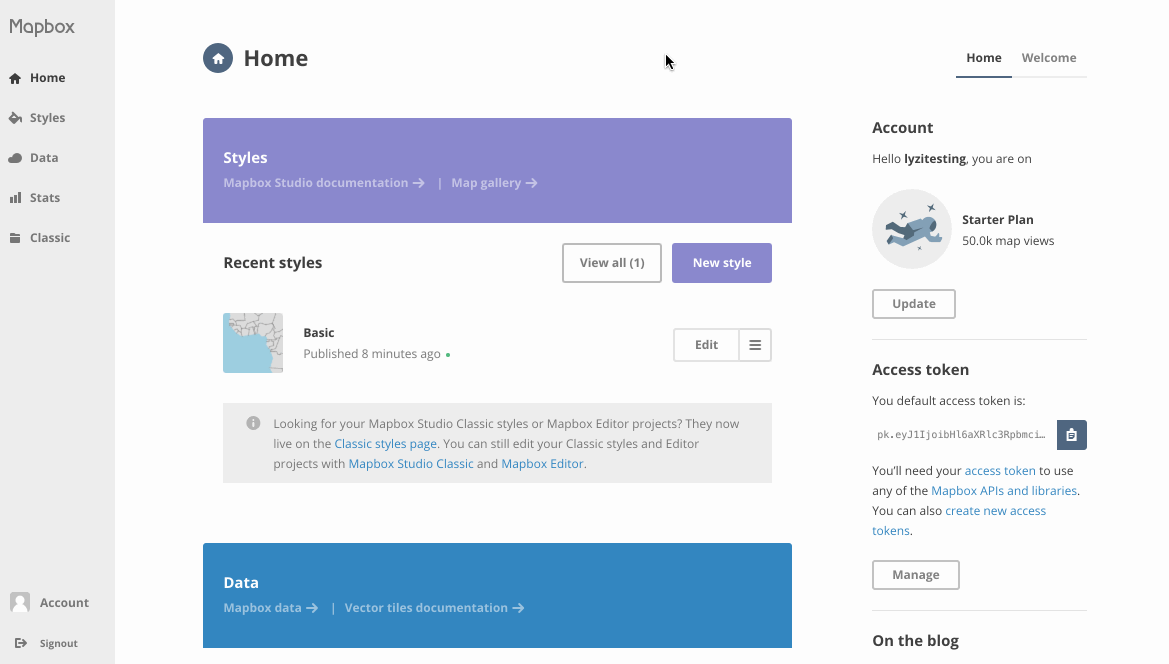 Mapbox
Home
Styles
Data
Stats
Classic
Account
Signout
Home
Home Welcome
Styles
Mapbox Studio documentation → | Map gallery →
Recent styles
View all (1)
New style
Basic
Published 8 minutes ago
Edit
Looking for your Mapbox Studio Classic styles or Mapbox Editor projects? They now
live on the Classic styles page. You can still edit your Classic styles and Editor
projects with Mapbox Studio Classic and Mapbox Editor.
Data
Mapbox data → | Vector tiles documentation →
Account
Hello lyzitesting, you are on
Starter Plan
50.0k map views
Update
Access token
You default access token is:
pk.eyJ1IjoibHl6aXRlc3Rpbmci…
You'll need your access token to use
any of the Mapbox APIs and libraries.
You can also create new access
tokens.
Manage
On the blog